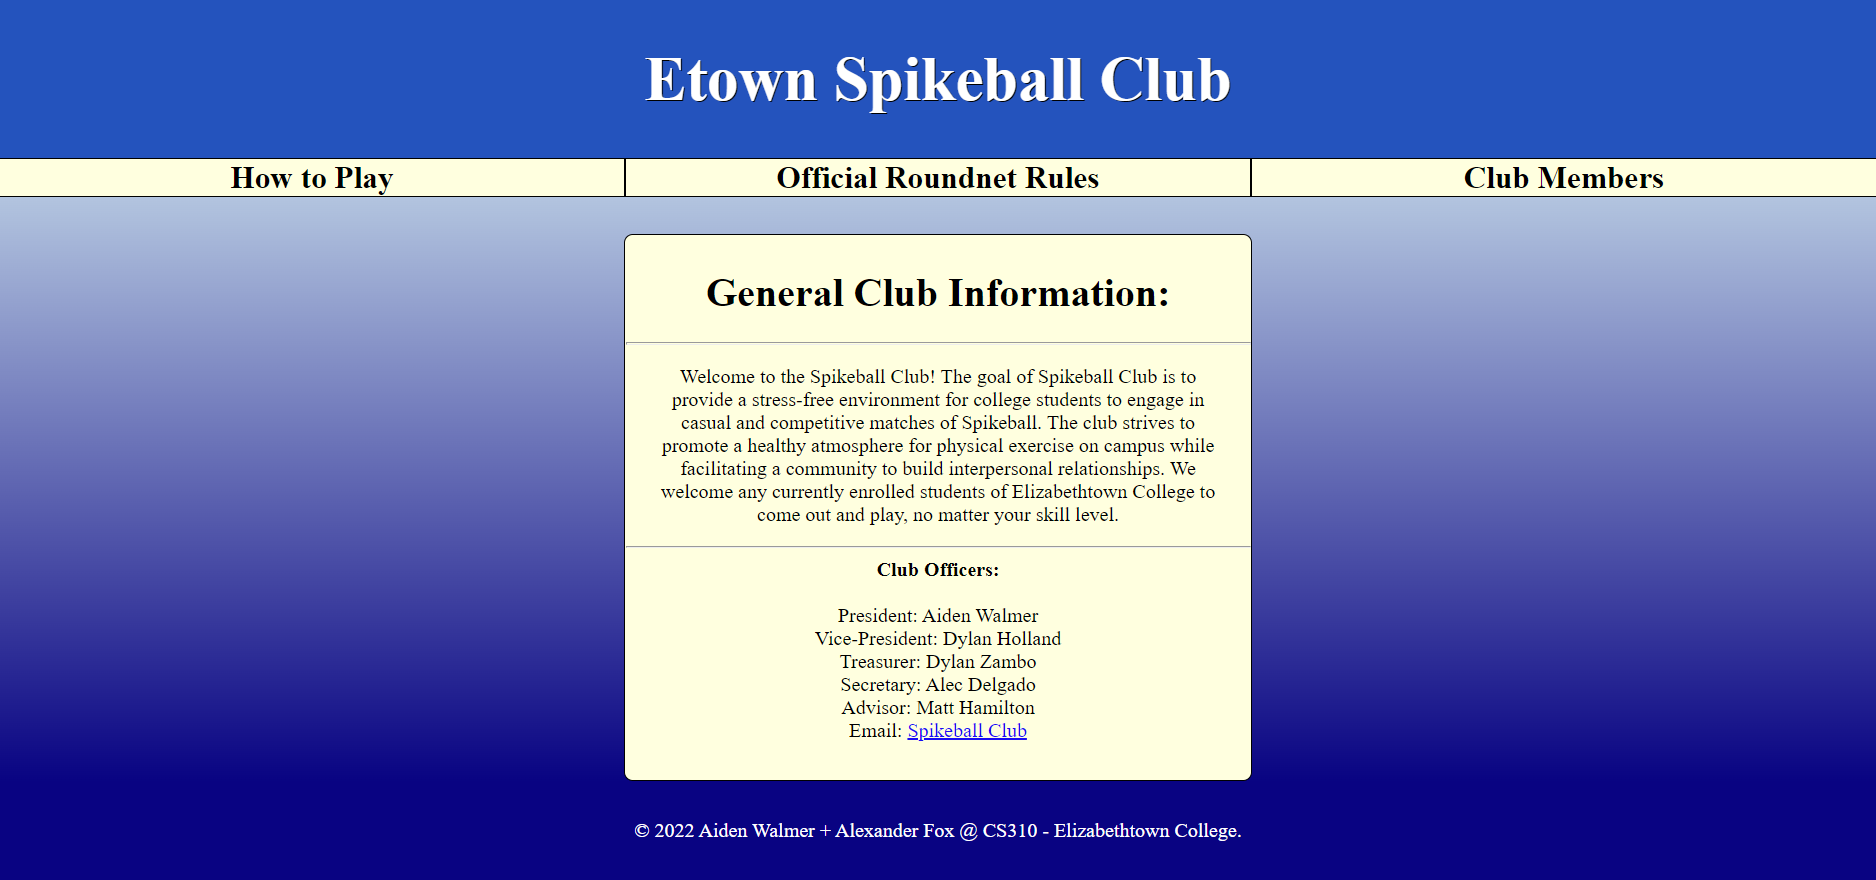 Etown Spikeball Club
How to Play
Official Roundnet Rules
Club Members
General Club Information:
Welcome to the Spikeball Club! The goal of Spikeball Club is to
provide a stress-free environment for college students to engage in
casual and competitive matches of Spikeball. The club strives to
promote a healthy atmosphere for physical exercise on campus while
facilitating a community to build interpersonal relationships. We
welcome any currently enrolled students of Elizabethtown College to
come out and play, no matter your skill level.
Club Officers:
President: Aiden Walmer
Vice-President: Dylan Holland
Treasurer: Dylan Zambo
Secretary: Alec Delgado
Advisor: Matt Hamilton
Email: Spikeball Club
© 2022 Aiden Walmer + Alexander Fox @ CS310 - Elizabethtown College.